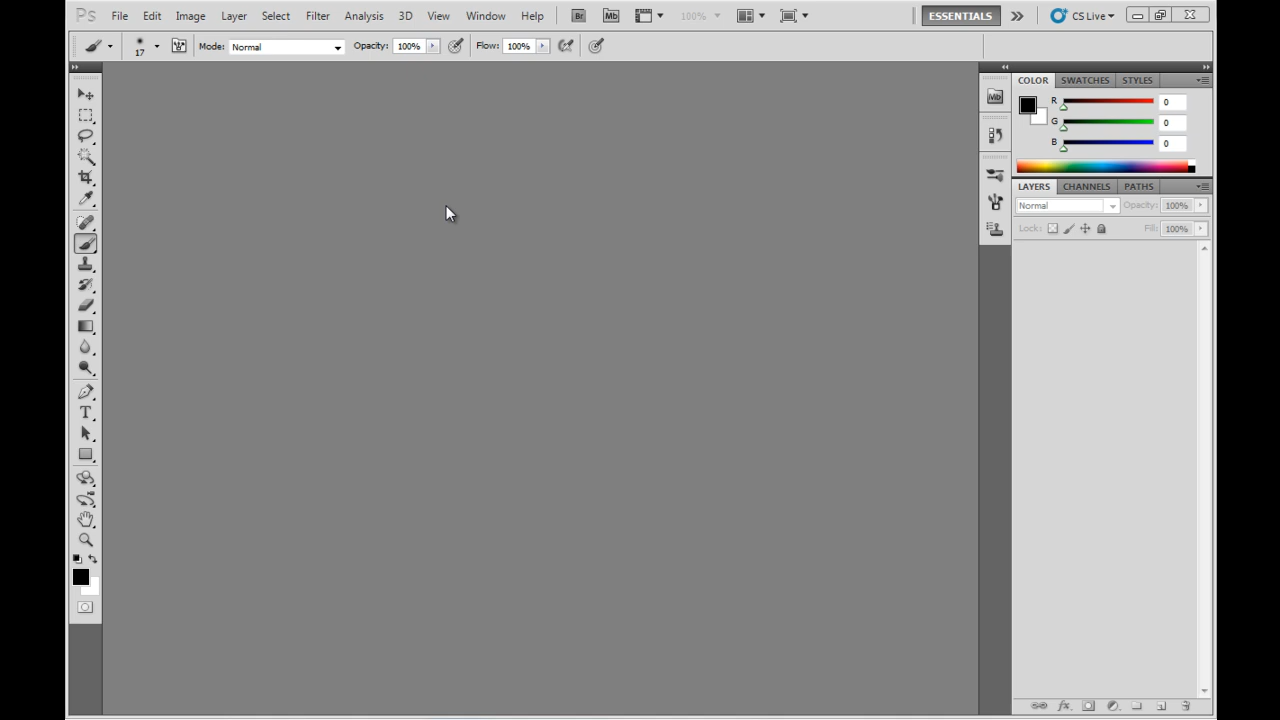 Ps File Edit Image Layer Select Filter Analysis 3D View Window Help Br Mb 100% ESSENTIALS CS Live
17 Mode: Normal Opacity: 100% Flow: 100%
Mb
COLOR SWATCHES STYLES
R 0
G 0
B 0
LAYERS CHANNELS PATHS
Normal Opacity: 100%
Lock: Fill: 100%
T
fx